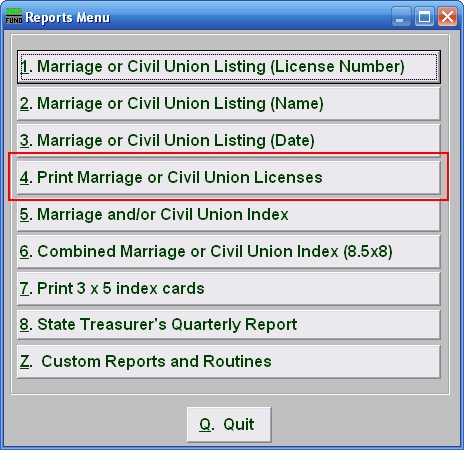 FUND Reports Menu
1. Marriage or Civil Union Listing (License Number)
2. Marriage or Civil Union Listing (Name)
3. Marriage or Civil Union Listing (Date)
4. Print Marriage or Civil Union Licenses
5. Marriage and/or Civil Union Index
6. Combined Marriage or Civil Union Index (8.5x8)
7. Print 3 x 5 index cards
8. State Treasurer's Quarterly Report
Z. Custom Reports and Routines
Q. Quit